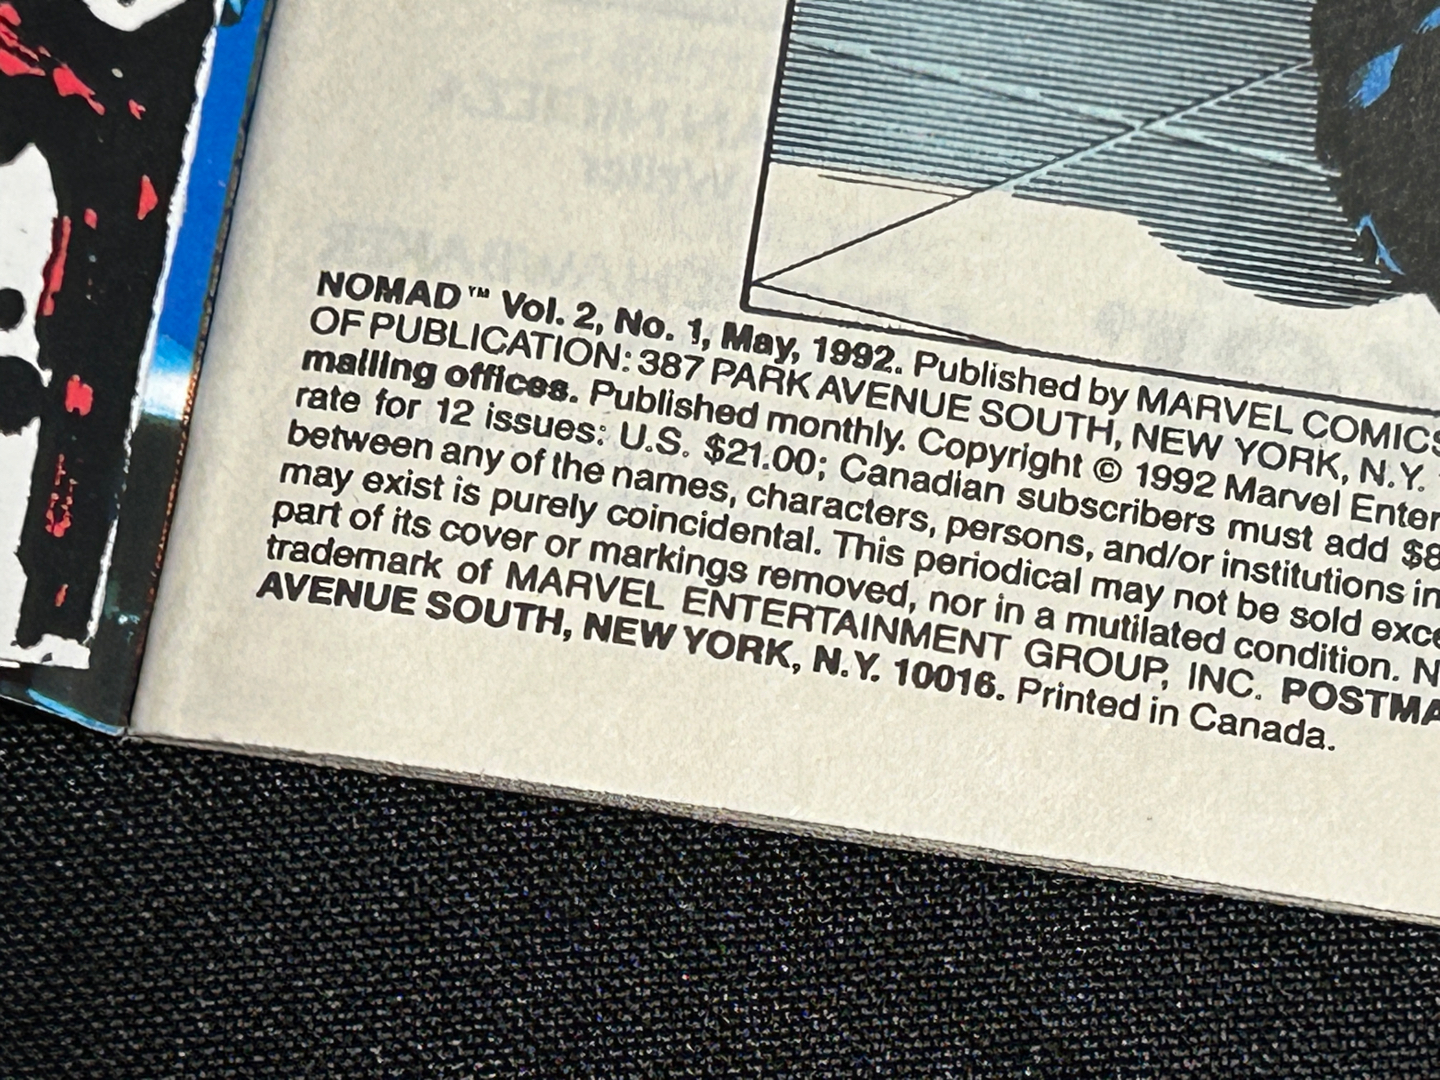 NOMAD™ Vol. 2, No. 1, May, 1992. Published by MARVEL COMICS
OF PUBLICATION: 387 PARK AVENUE SOUTH, NEW YORK, N.Y.
mailing offices. Published monthly. Copyright © 1992 Marvel Enter
rate for 12 issues: U.S. $21.00; Canadian subscribers must add $8
between any of the names, characters, persons, and/or institutions in
may exist is purely coincidental. This periodical may not be sold exce
part of its cover or markings removed, nor in a mutilated condition. N
trademark of MARVEL ENTERTAINMENT GROUP, INC. POSTMA
AVENUE SOUTH, NEW YORK, N.Y. 10016. Printed in Canada.